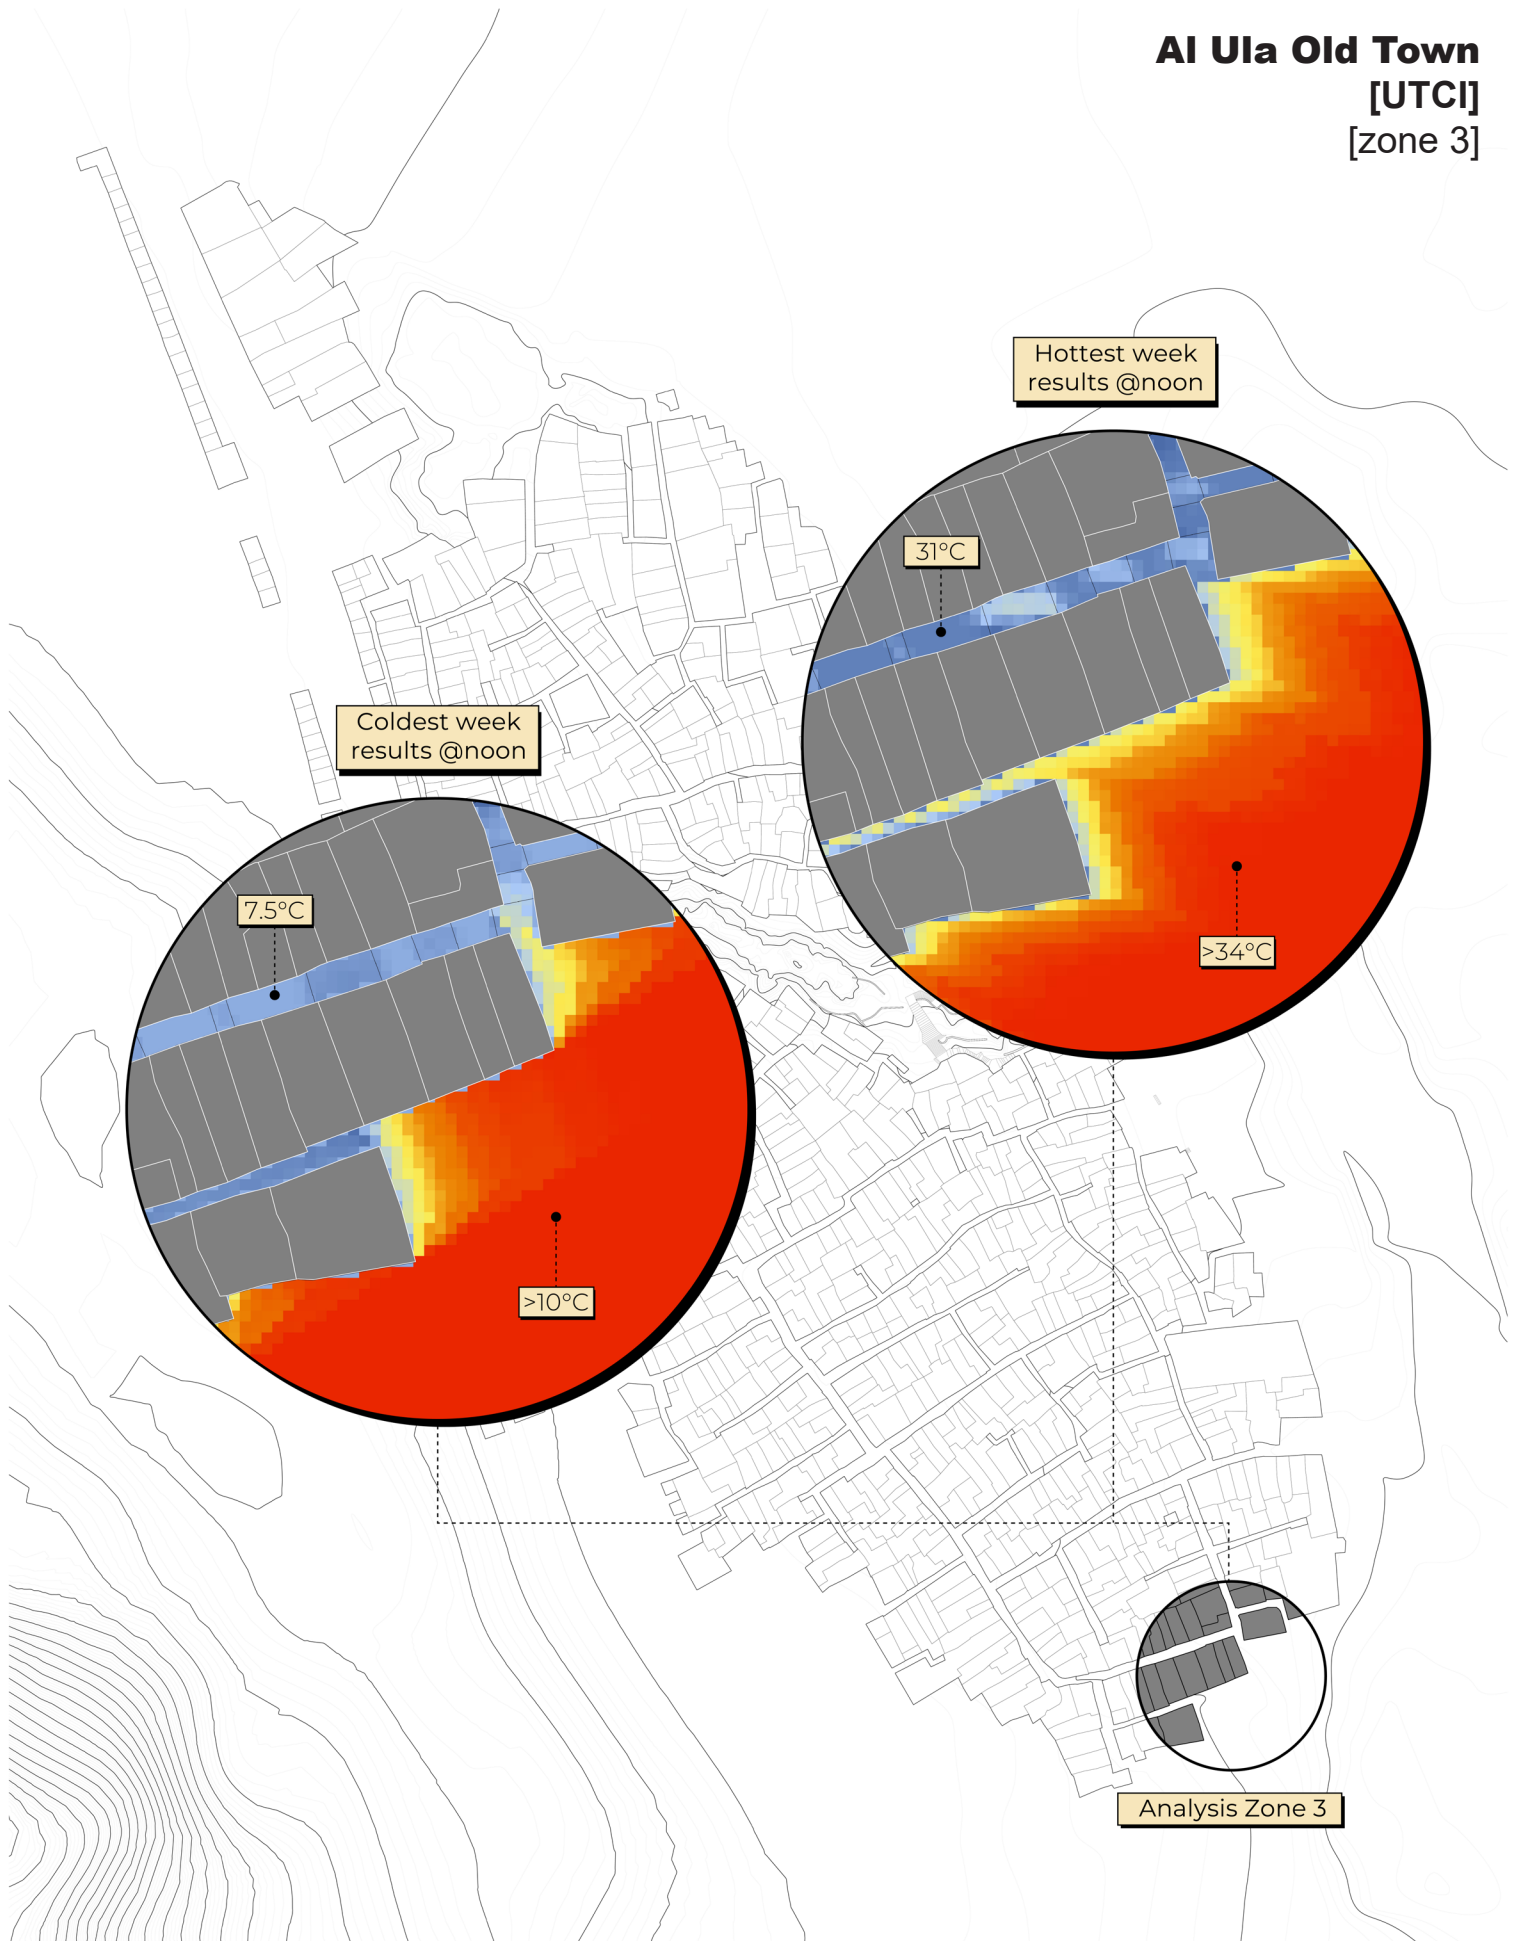 Al Ula Old Town
[UTCI]
[zone 3]
Hottest week
results @noon
31°C
>34°C
Coldest week
results @noon
7.5°C
>10°C
Analysis Zone 3